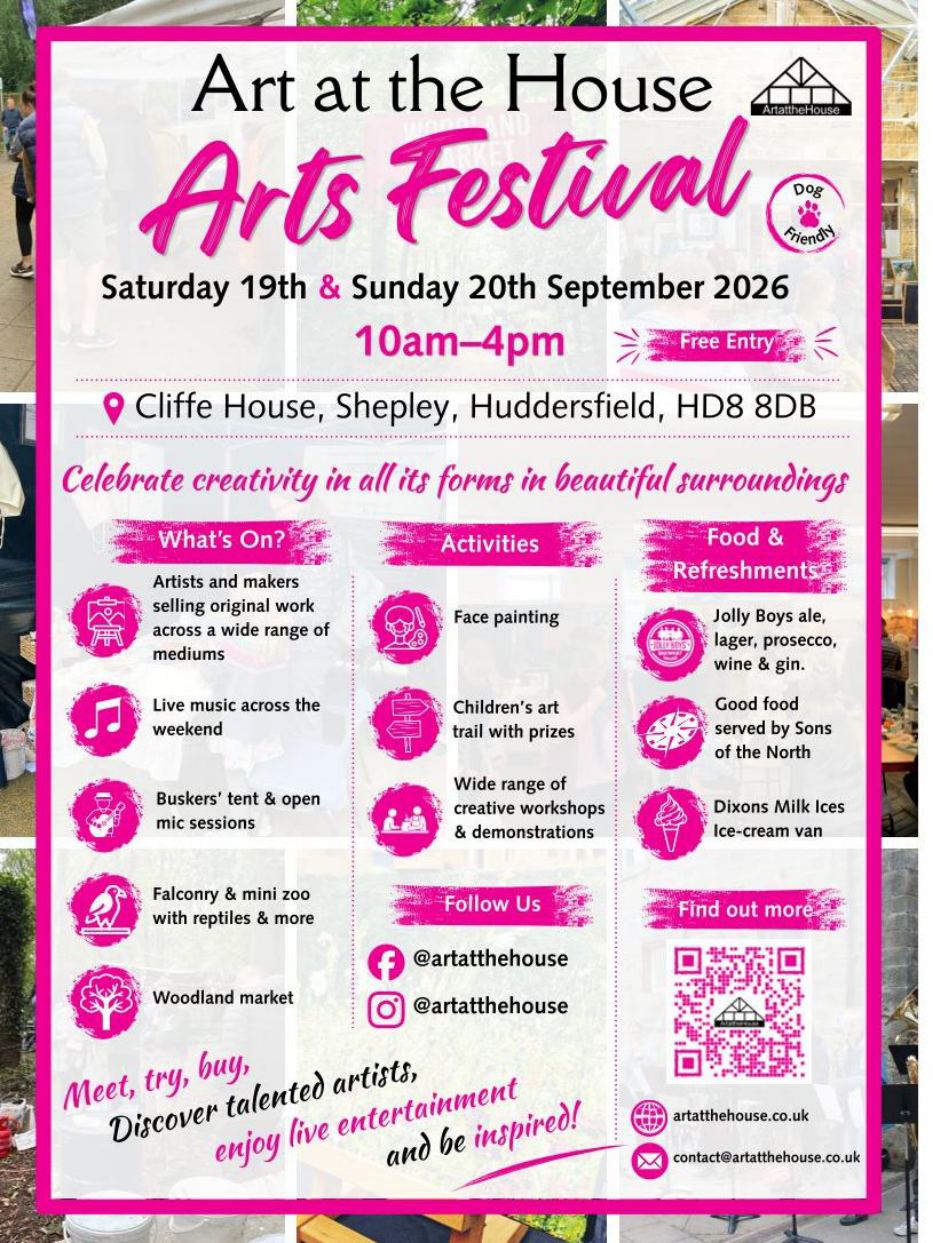 Art at the House
ArtattheHouse
Arts Festival
Dog
Friendly
Saturday 19th & Sunday 20th September 2026
10am–4pm
Free Entry
Cliffe House, Shepley, Huddersfield, HD8 8DB
Celebrate creativity in all its forms in beautiful surroundings
What's On?
Artists and makers
selling original work
across a wide range of
mediums
Live music across the
weekend
Buskers' tent & open
mic sessions
Falconry & mini zoo
with reptiles & more
Woodland market
Activities
Face painting
Children's art
trail with prizes
Wide range of
creative workshops
& demonstrations
Follow Us
@artatthehouse
@artatthehouse
Food &
Refreshments
JOLLY BOYS
Jolly Boys ale,
lager, prosecco,
wine & gin.
Good food
served by Sons
of the North
Dixons Milk Ices
Ice-cream van
Find out more
ArtattheHouse
artatthehouse.co.uk
contact@artatthehouse.co.uk
Meet, try, buy,
Discover talented artists,
enjoy live entertainment
and be inspired!
WOODLAND
MARKET